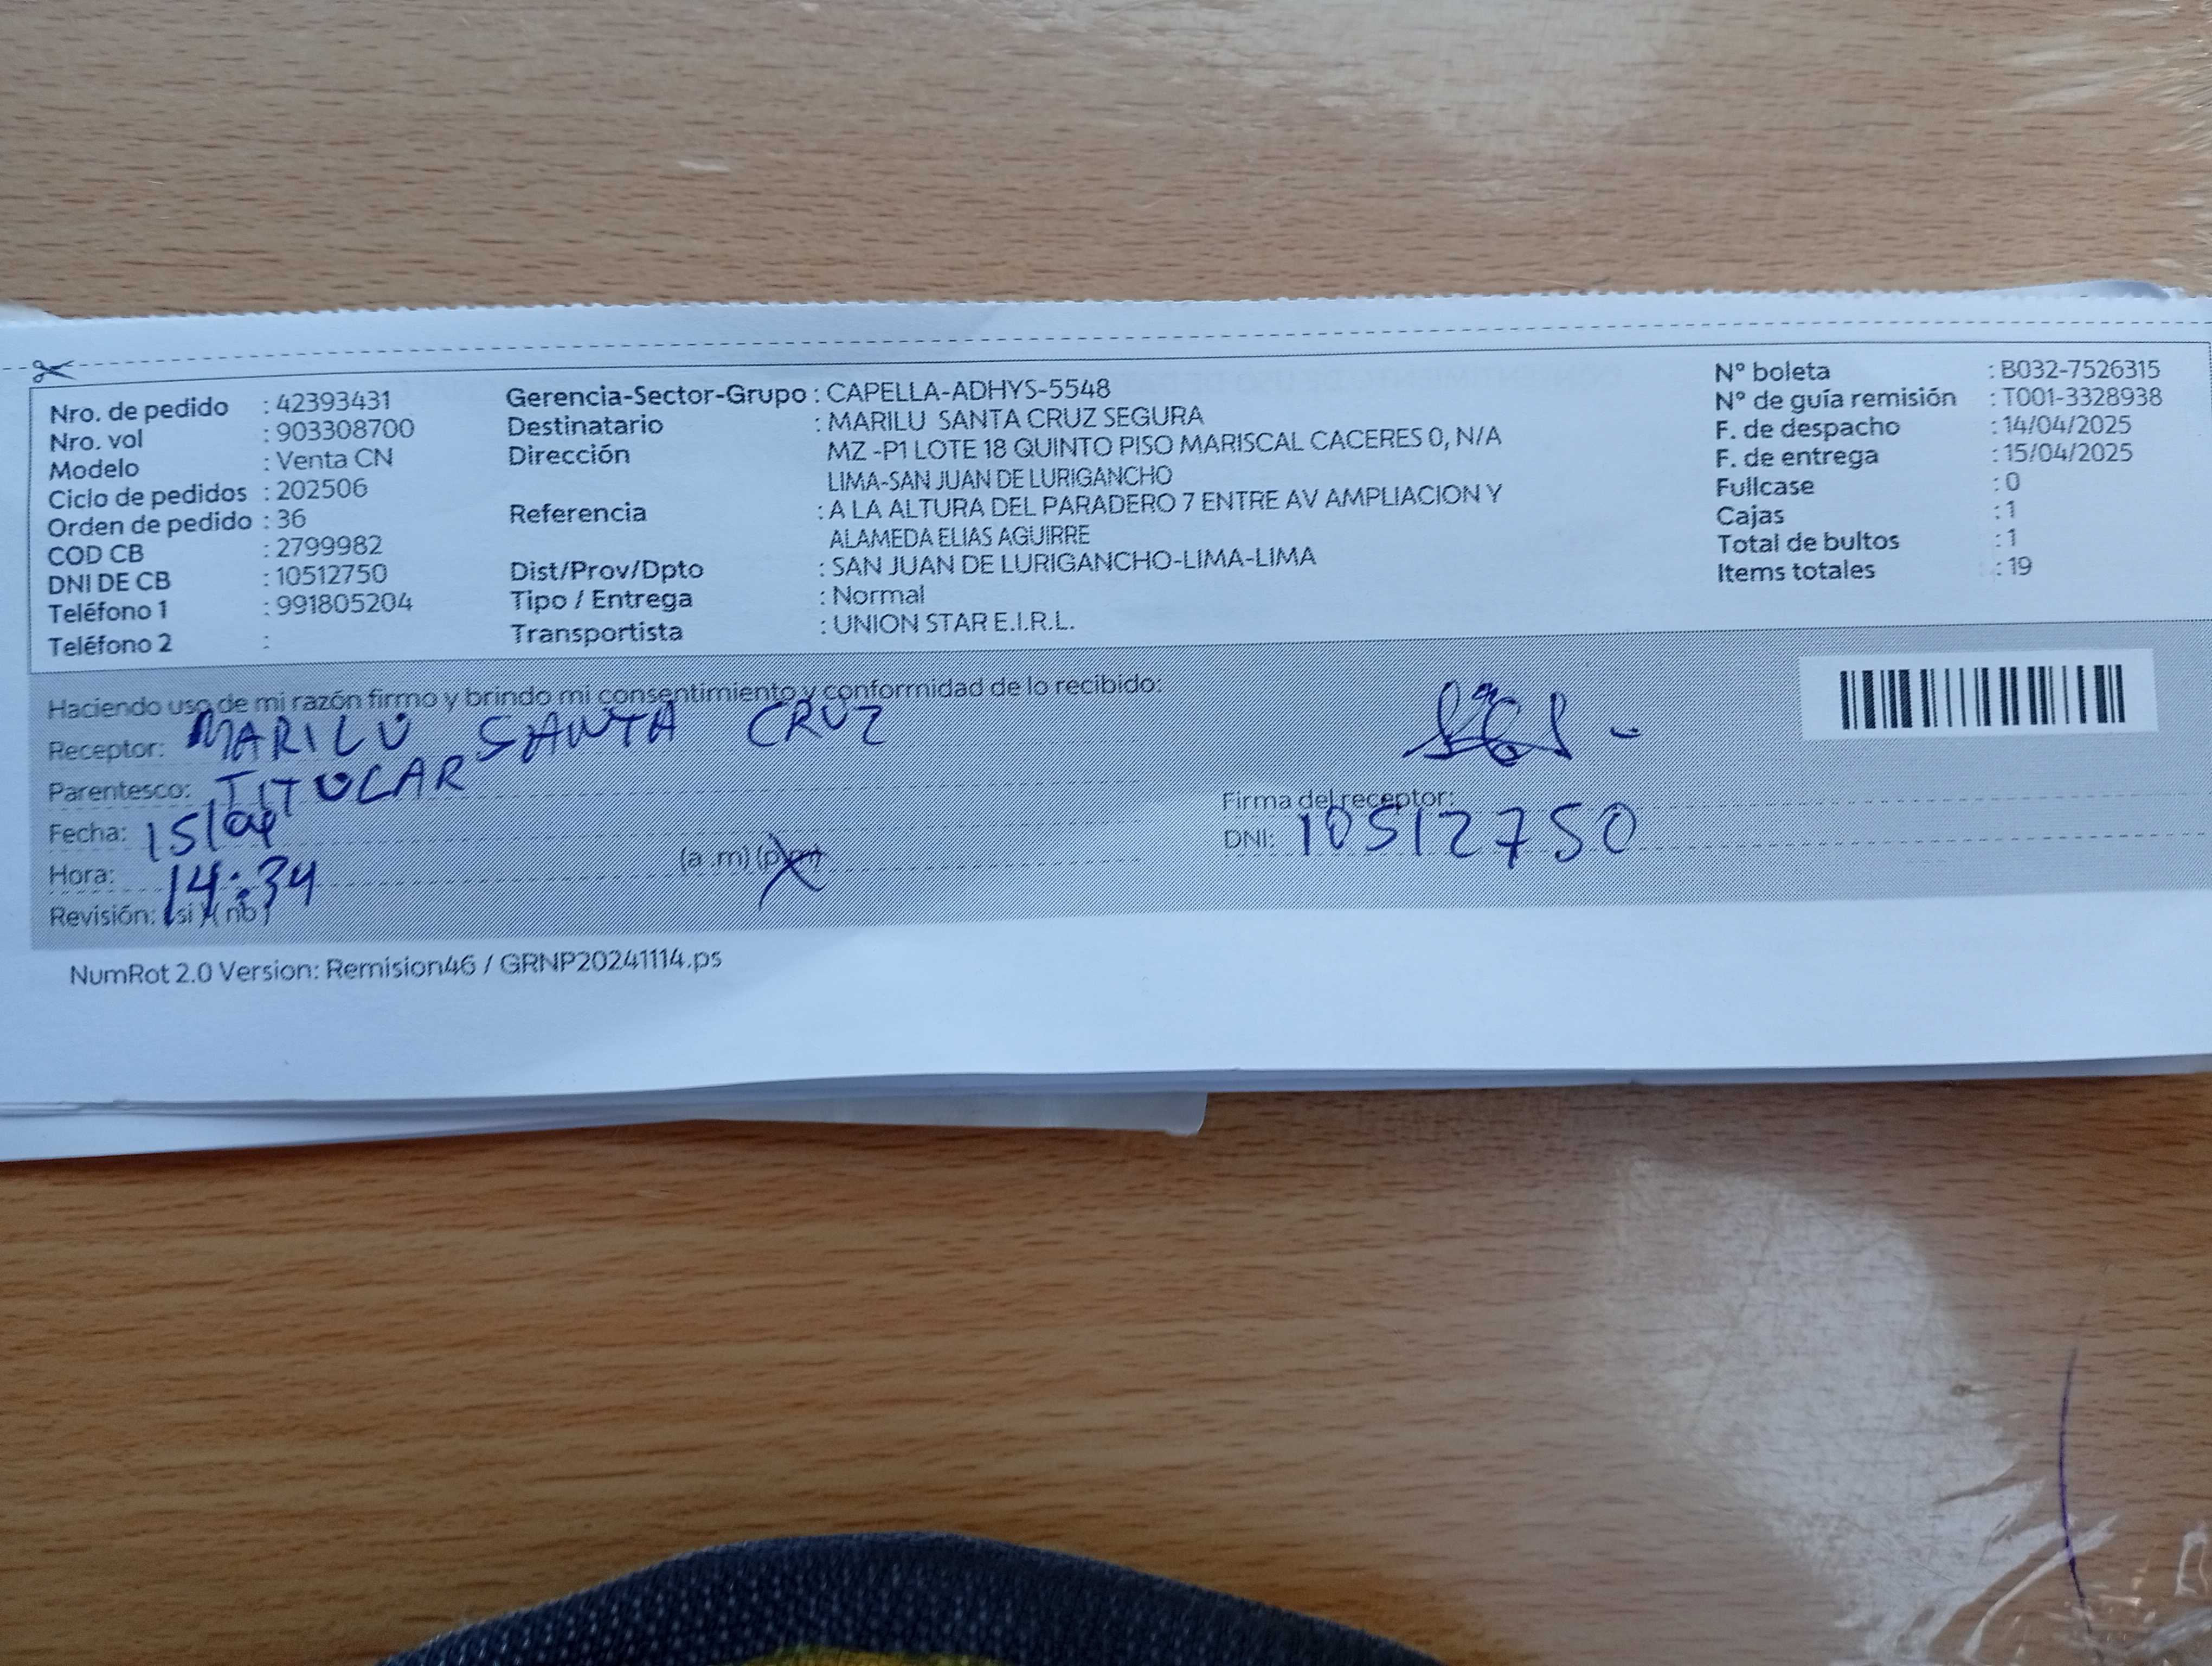 Nro. de pedido : 42393431
Nro. vol : 903308700
Modelo : Venta CN
Ciclo de pedidos : 202506
Orden de pedido : 36
COD CB : 2799982
DNI DE CB : 10512750
Teléfono 1 : 991805204
Teléfono 2 :
Gerencia-Sector-Grupo : CAPELLA-ADHYS-5548
Destinatario : MARILU SANTA CRUZ SEGURA
Dirección MZ -P1 LOTE 18 QUINTO PISO MARISCAL CACERES 0, N/A
LIMA-SAN JUAN DE LURIGANCHO
Referencia : A LA ALTURA DEL PARADERO 7 ENTRE AV AMPLIACION Y
ALAMEDA ELIAS AGUIRRE
Dist/Prov/Dpto : SAN JUAN DE LURIGANCHO-LIMA-LIMA
Tipo / Entrega : Normal
Transportista : UNION STAR E.I.R.L.
N° boleta : B032-7526315
N° de guía remisión : T001-3328938
F. de despacho : 14/04/2025
F. de entrega : 15/04/2025
Fullcase : 0
Cajas : 1
Total de bultos : 1
Items totales : 19
Haciendo uso de mi razón firmo y brindo mi consentimiento y conformidad de lo recibido:
Receptor: MARILU SANTA CRUZ
Parentesco: TITULAR
Fecha: 15/04
Hora: 14:34 (a.m) (p.m)
Revisión: (si) (no)
Firma del receptor:
DNI: 10512750
NumRot 2.0 Version: Remision46 / GRNP20241114.ps